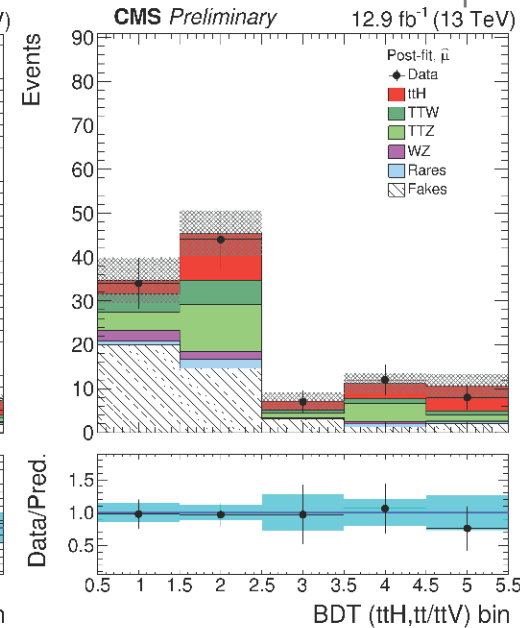 CMS Preliminary 12.9 fb⁻¹ (13 TeV)
Events
90
80
70
60
50
40
30
20
10
0
Post-fit, μ̂
Data
ttH
TTW
TTZ
WZ
Rares
Fakes
Data/Pred.
1.5
1.0
0.5
0.5 1 1.5 2 2.5 3 3.5 4 4.5 5 5.5
BDT (ttH,tt/ttV) bin